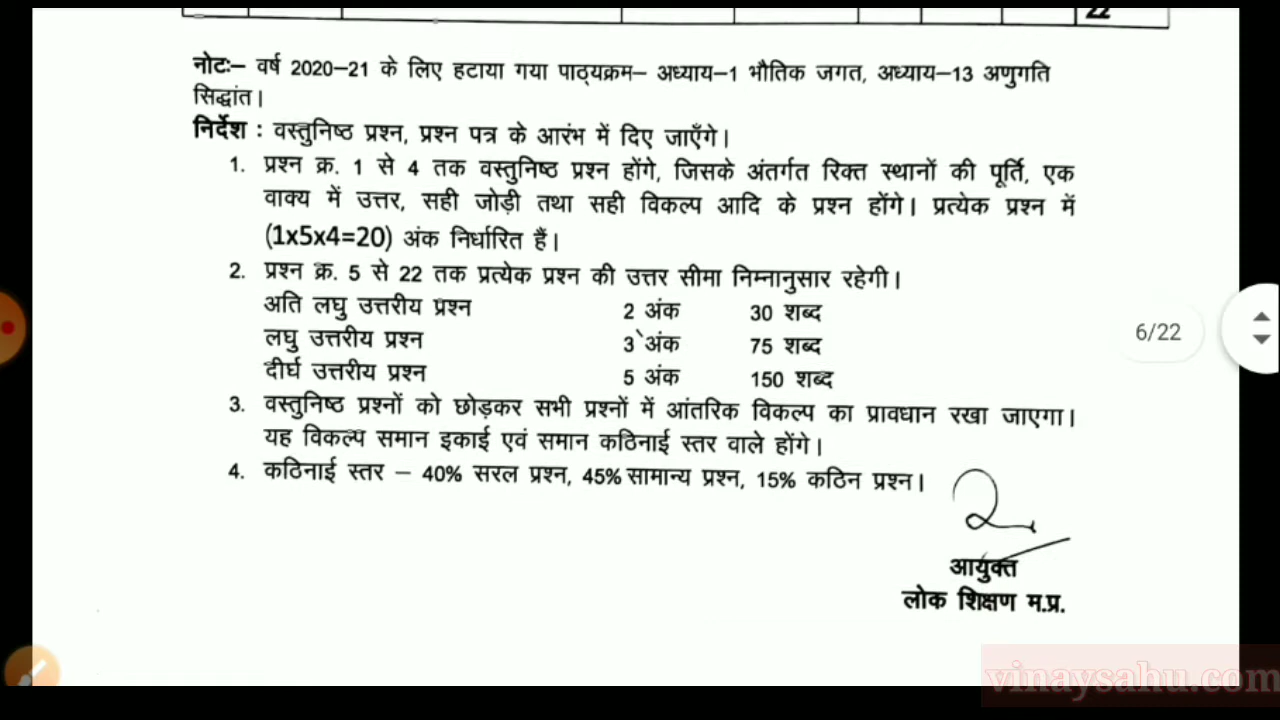 22
नोटः– वर्ष 2020–21 के लिए हटाया गया पाठ्यक्रम– अध्याय–1 भौतिक जगत, अध्याय–13 अणुगति
सिद्धांत।
निर्देश : वस्तुनिष्ठ प्रश्न, प्रश्न पत्र के आरंभ में दिए जाएँगे।
1. प्रश्न क्र. 1 से 4 तक वस्तुनिष्ठ प्रश्न होंगे, जिसके अंतर्गत रिक्त स्थानों की पूर्ति, एक
वाक्य में उत्तर, सही जोड़ी तथा सही विकल्प आदि के प्रश्न होंगे। प्रत्येक प्रश्न में
(1x5x4=20) अंक निर्धारित हैं।
2. प्रश्न क्र. 5 से 22 तक प्रत्येक प्रश्न की उत्तर सीमा निम्नानुसार रहेगी।
अति लघु उत्तरीय प्रश्न 2 अंक 30 शब्द
लघु उत्तरीय प्रश्न 3 अंक 75 शब्द
दीर्घ उत्तरीय प्रश्न 5 अंक 150 शब्द
6/22
3. वस्तुनिष्ठ प्रश्नों को छोड़कर सभी प्रश्नों में आंतरिक विकल्प का प्रावधान रखा जाएगा।
यह विकल्प समान इकाई एवं समान कठिनाई स्तर वाले होंगे।
4. कठिनाई स्तर – 40% सरल प्रश्न, 45% सामान्य प्रश्न, 15% कठिन प्रश्न।
आयुक्त
लोक शिक्षण म.प्र.
vinaysahu.com